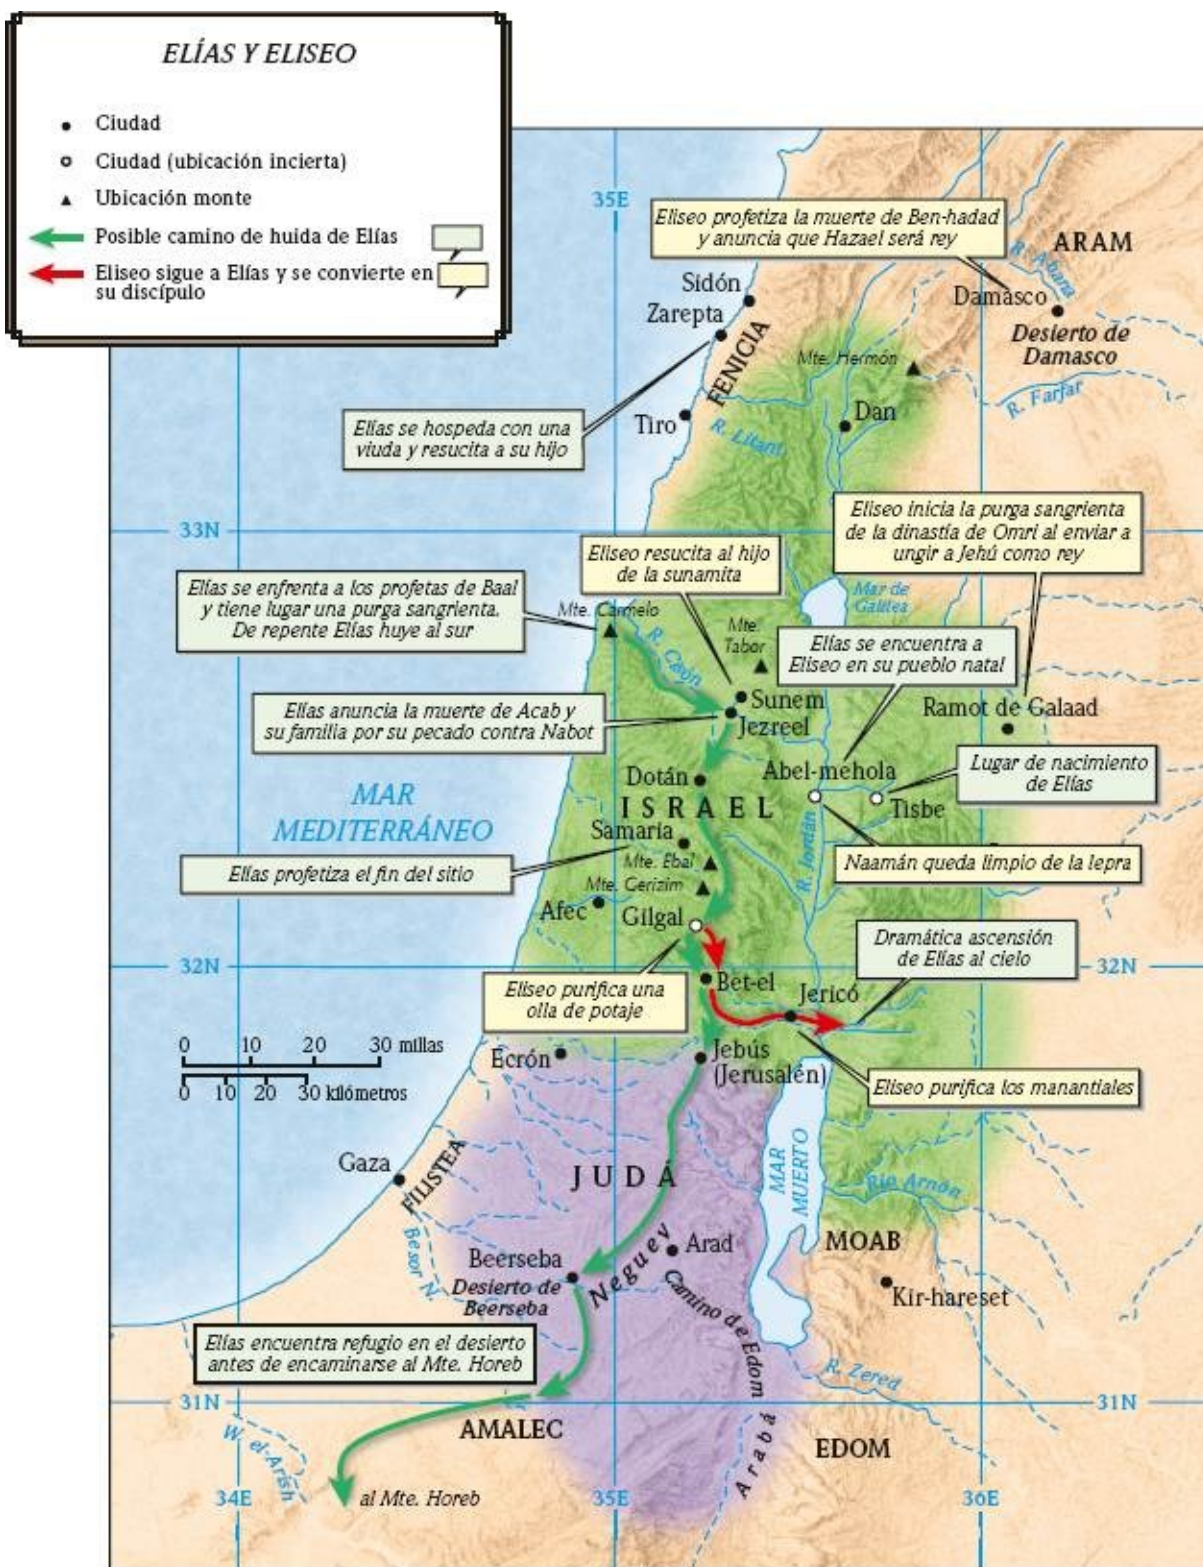 ELÍAS Y ELISEO
Ciudad
Ciudad (ubicación incierta)
Ubicación monte
Posible camino de huida de Elías
Eliseo sigue a Elías y se convierte en
su discípulo
35E
Eliseo profetiza la muerte de Ben-hadad
y anuncia que Hazael será rey
ARAM
R. Abana
Sidón
Damasco
Zarepta
Desierto de
Damasco
FENICIA
Mte. Hermón
R. Farfar
Elías se hospeda con una
viuda y resucita a su hijo
Tiro
R. Litani
Dan
33N
Eliseo inicia la purga sangrienta
de la dinastía de Omri al enviar a
ungir a Jehú como rey
Eliseo resucita al hijo
de la sunamita
Elías se enfrenta a los profetas de Baal
y tiene lugar una purga sangrienta.
De repente Elías huye al sur
Mar de
Galilea
Mte. Carmelo
R. Cisón
Mte.
Tabor
Elías se encuentra a
Eliseo en su pueblo natal
Elías anuncia la muerte de Acab y
su familia por su pecado contra Nabot
Sunem
Jezreel
Ramot de Galaad
Dotán
Abel-mehola
Lugar de nacimiento
de Elías
MAR
MEDITERRÁNEO
ISRAEL
Tisbe
Samaria
R. Jordán
Elías profetiza el fin del sitio
Mte. Ebal
Naamán queda limpio de la lepra
Mte. Gerizim
Afec
Gilgal
Dramática ascensión
de Elías al cielo
32N
32N
Eliseo purifica una
olla de potaje
Bet-el
Jericó
0 10 20 30 millas
0 10 20 30 kilómetros
Ecrón
Jebús
(Jerusalén)
Eliseo purifica los manantiales
Gaza
FILISTEA
JUDÁ
MAR
MUERTO
Río Arnón
Besor N.
Beerseba
Desierto de
Beerseba
Neguev
Arad
Camino de Edom
MOAB
Kir-hareset
Elías encuentra refugio en el desierto
antes de encaminarse al Mte. Horeb
R. Zered
31N
31N
AMALEC
EDOM
Arabá
W. el-Arish
34E
al Mte. Horeb
35E
36E